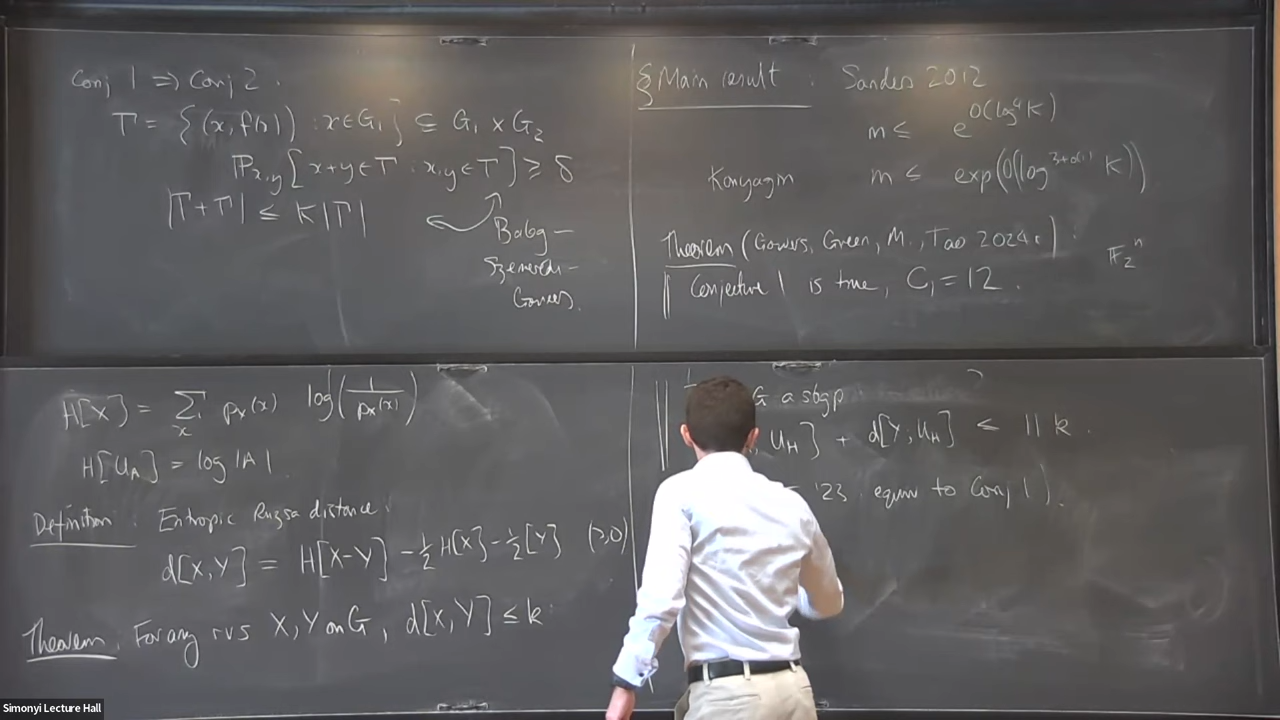 Conj 1 ⇒ Conj 2.
Γ = {(x, f(x)) : x∈G₁} ⊆ G₁ × G₂
ℙ_{x,y}[x+y∈Γ : x,y∈Γ] ≥ δ
|Γ+Γ| ≤ K|Γ|
Balog–
Szemerédi–
Gowers.
§ Main result : Sanders 2012
m ≤ e^{O(log⁴ K)}
Konyagin m ≤ exp(O(log^{3+o(1)} K))
Theorem (Gowers, Green, M., Tao 2024:
Conjecture 1 is true, C₁ = 12.
𝔽₂ⁿ
H[X] = Σ_x p_X(x) log(1/p_X(x))
H[U_A] = log |A|
Definition: Entropic Ruzsa distance:
d[X,Y] = H[X−Y] − ½H[X] − ½[Y] (≥0)
Theorem. For any rvs X,Y on G, d[X,Y] ≤ k
G a sbgp
U_H] + d[Y, U_H] ≤ 11 k.
'23 equiv to Conj 1).
Simonyi Lecture Hall